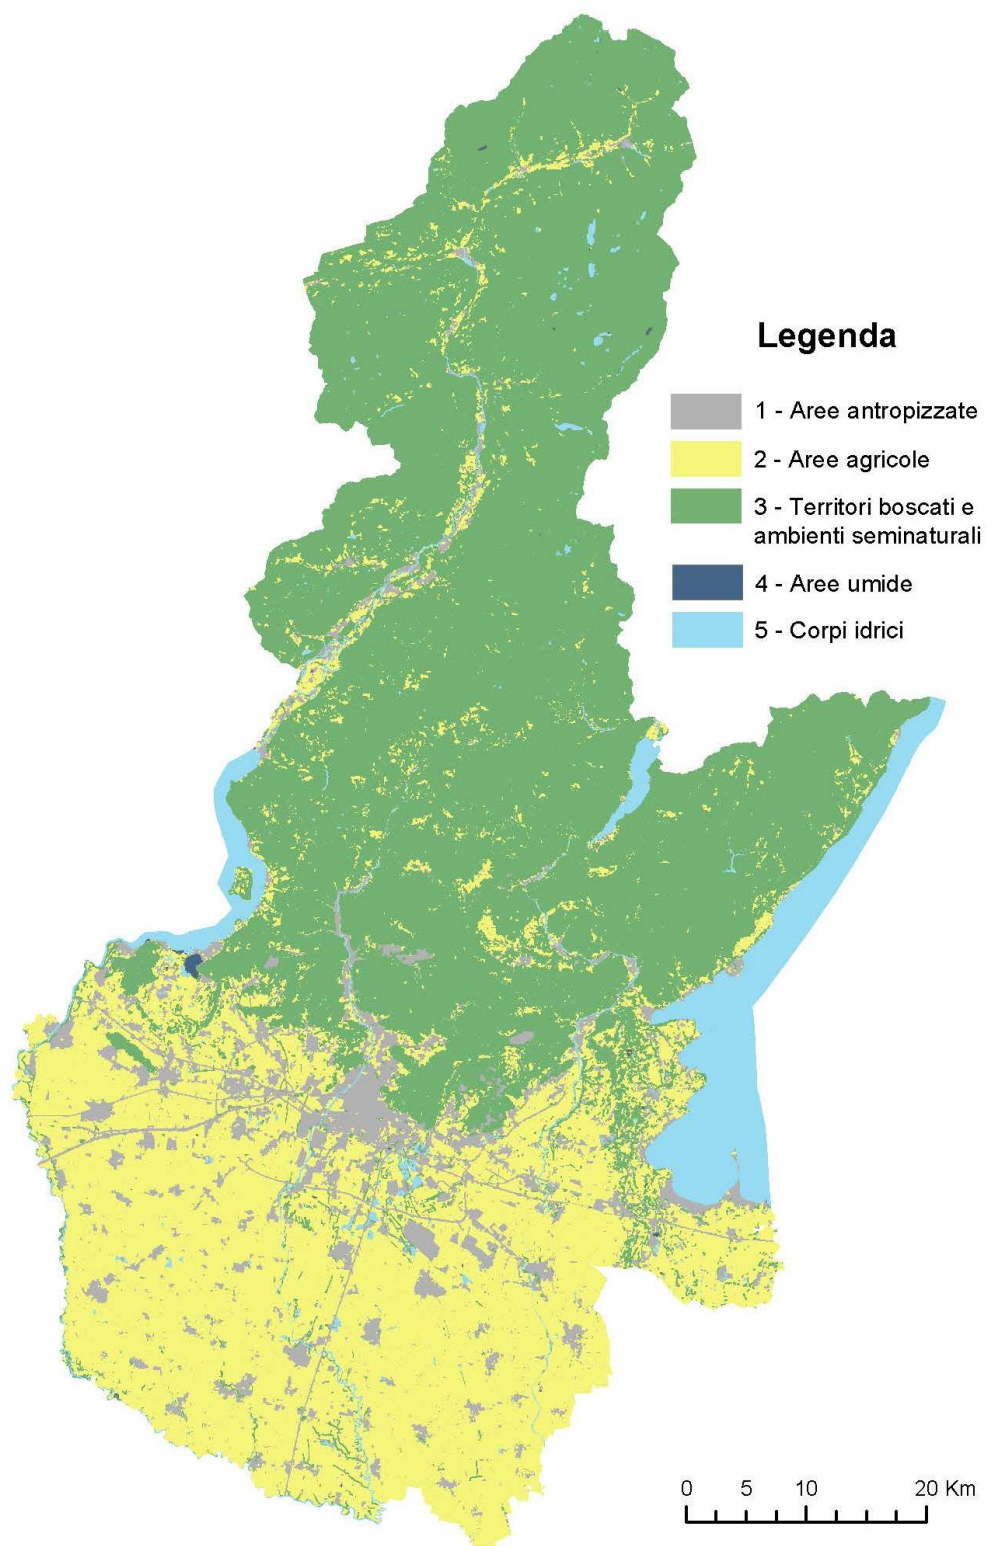 Legenda
1 - Aree antropizzate
2 - Aree agricole
3 - Territori boscati e
ambienti seminaturali
4 - Aree umide
5 - Corpi idrici
0 5 10 20 Km